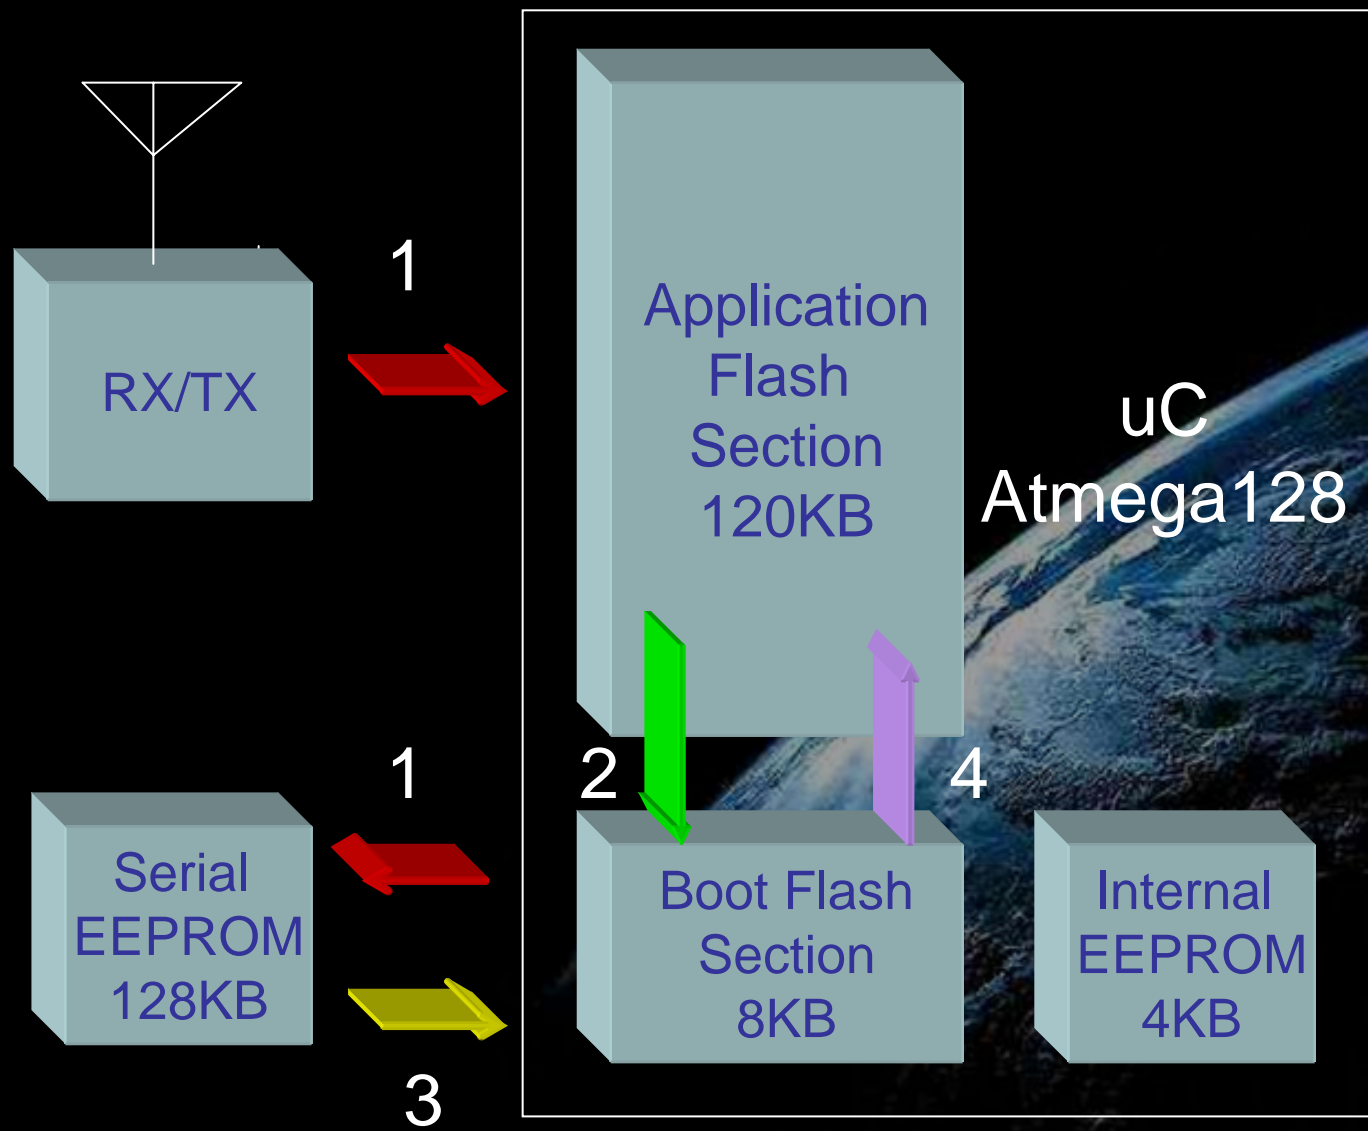 1
RX/TX
Application
Flash
Section
120KB
uC
Atmega128
1
2
4
Serial
EEPROM
128KB
3
Boot Flash
Section
8KB
Internal
EEPROM
4KB